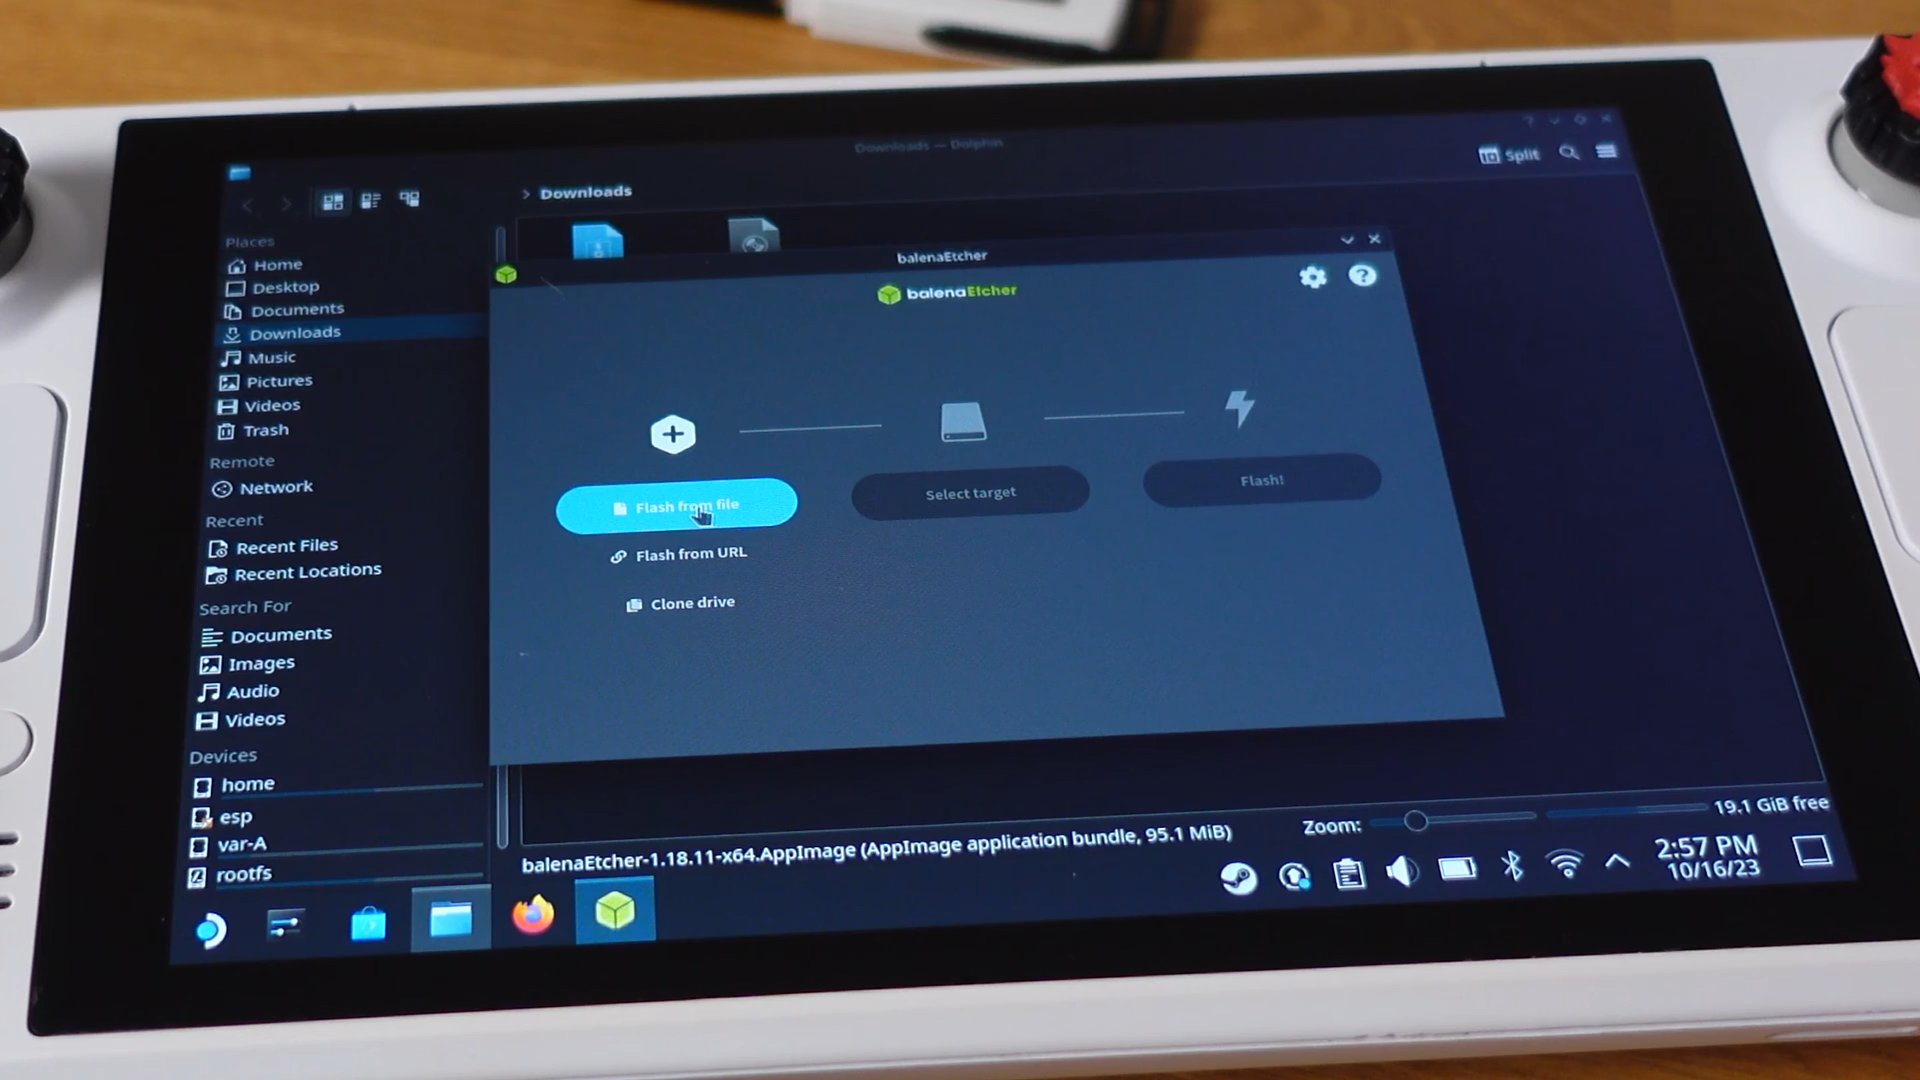 Downloads — Dolphin
Split
Downloads
Places
Home
Desktop
Documents
Downloads
Music
Pictures
Videos
Trash
Remote
Network
Recent
Recent Files
Recent Locations
Search For
Documents
Images
Audio
Videos
Devices
home
esp
var-A
rootfs
balenaEtcher
balenaEtcher
Flash from file
Select target
Flash!
Flash from URL
Clone drive
balenaEtcher-1.18.11-x64.AppImage (AppImage application bundle, 95.1 MiB)
Zoom:
19.1 GiB free
2:57 PM
10/16/23